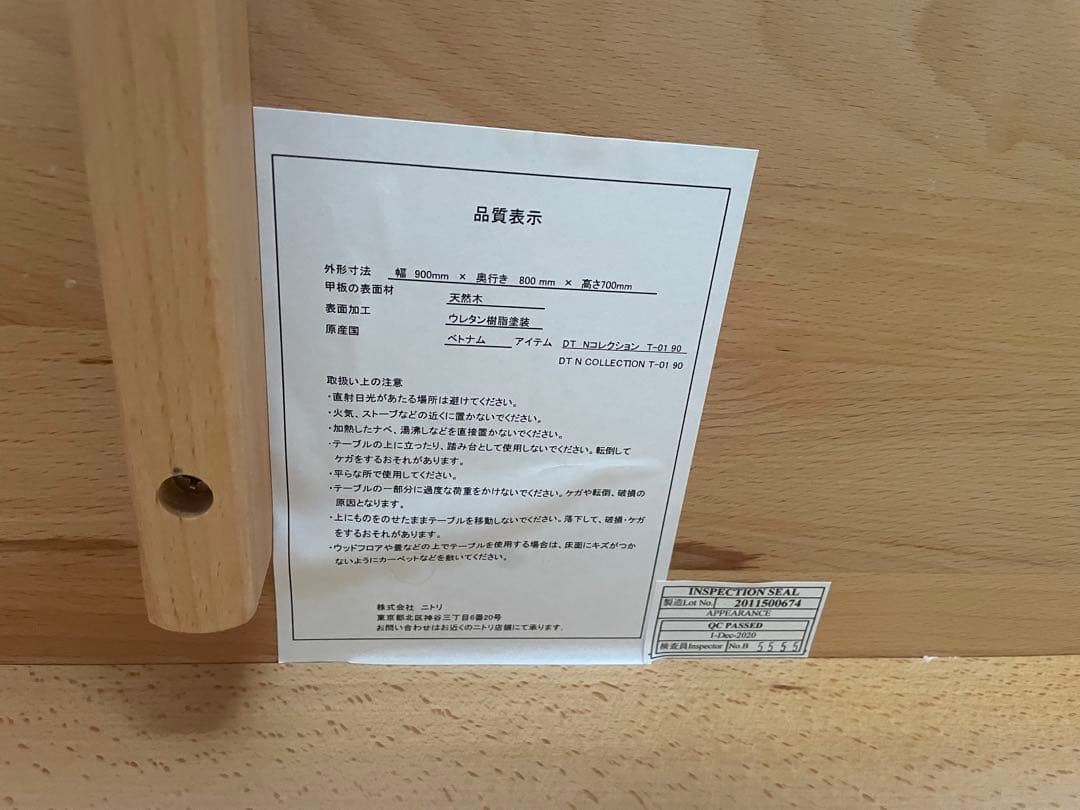 品質表示
外形寸法 幅 900mm × 奥行き 800 mm × 高さ700mm
甲板の表面材 天然木
表面加工 ウレタン樹脂塗装
原産国 ベトナム アイテム DT Nコレクション T-01 90
DT N COLLECTION T-01 90
取扱い上の注意
・直射日光があたる場所は避けてください。
・火気、ストーブなどの近くに置かないでください。
・加熱したナベ、湯沸しなどを直接置かないでください。
・テーブルの上に立ったり、踏み台として使用しないでください。転倒して
ケガをするおそれがあります。
・平らな所で使用してください。
・テーブルの一部分に過度な荷重をかけないでください。ケガや転倒、破損の
原因となります。
・上にものをのせたままテーブルを移動しないでください。落下して、破損・ケガ
をするおそれがあります。
・ウッドフロアや畳などの上でテーブルを使用する場合は、床面にキズがつか
ないようにカーペットなどを敷いてください。
株式会社 ニトリ
東京都北区神谷三丁目6番20号
お問い合わせはお近くのニトリ店舗にて承ります.
INSPECTION SEAL
製造Lot No. 2011500674
APPEARANCE
QC PASSED
1-Dec-2020
検査員Inspector No.B 5555